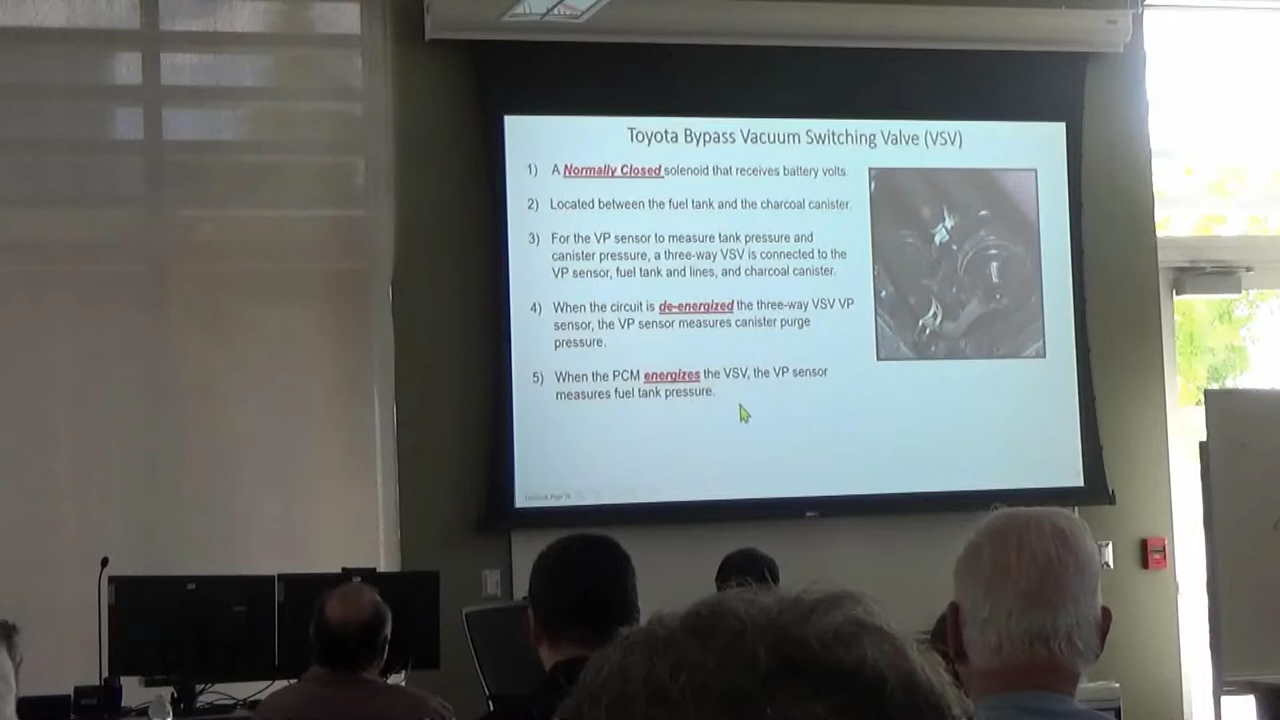 Toyota Bypass Vacuum Switching Valve (VSV)
1) A Normally Closed solenoid that receives battery volts.
2) Located between the fuel tank and the charcoal canister.
3) For the VP sensor to measure tank pressure and
canister pressure, a three-way VSV is connected to the
VP sensor, fuel tank and lines, and charcoal canister.
4) When the circuit is de-energized the three-way VSV VP
sensor, the VP sensor measures canister purge
pressure.
5) When the PCM energizes the VSV, the VP sensor
measures fuel tank pressure.